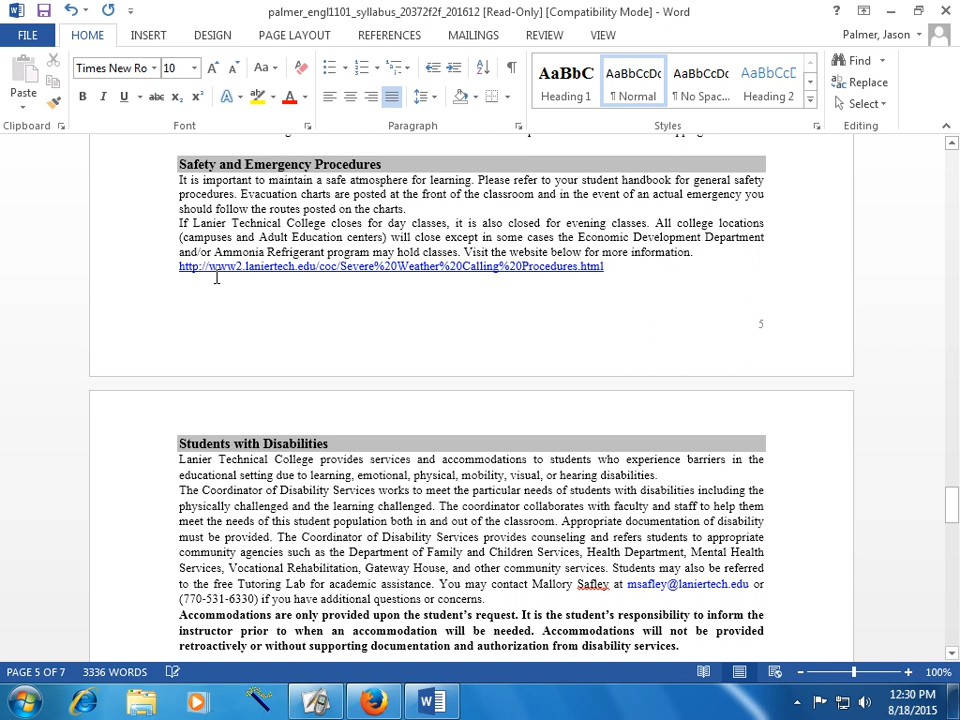 palmer_engl1101_syllabus_20372f2f_201612 [Read-Only] [Compatibility Mode] - Word
FILE HOME INSERT DESIGN PAGE LAYOUT REFERENCES MAILINGS REVIEW VIEW Palmer, Jason
Paste
Times New Ro 10
Aa
B I U abc x₂ x² A A
AaBbC AaBbCcDc AaBbCcDc AaBbCcD
Heading 1 ¶ Normal ¶ No Spac... Heading 2
Find
Replace
Select
Clipboard Font Paragraph Styles Editing
Safety and Emergency Procedures
It is important to maintain a safe atmosphere for learning. Please refer to your student handbook for general safety
procedures. Evacuation charts are posted at the front of the classroom and in the event of an actual emergency you
should follow the routes posted on the charts.
If Lanier Technical College closes for day classes, it is also closed for evening classes. All college locations
(campuses and Adult Education centers) will close except in some cases the Economic Development Department
and/or Ammonia Refrigerant program may hold classes. Visit the website below for more information.
http://www2.laniertech.edu/coc/Severe%20Weather%20Calling%20Procedures.html
5
Students with Disabilities
Lanier Technical College provides services and accommodations to students who experience barriers in the
educational setting due to learning, emotional, physical, mobility, visual, or hearing disabilities.
The Coordinator of Disability Services works to meet the particular needs of students with disabilities including the
physically challenged and the learning challenged. The coordinator collaborates with faculty and staff to help them
meet the needs of this student population both in and out of the classroom. Appropriate documentation of disability
must be provided. The Coordinator of Disability Services provides counseling and refers students to appropriate
community agencies such as the Department of Family and Children Services, Health Department, Mental Health
Services, Vocational Rehabilitation, Gateway House, and other community services. Students may also be referred
to the free Tutoring Lab for academic assistance. You may contact Mallory Safley at msafley@laniertech.edu or
(770-531-6330) if you have additional questions or concerns.
Accommodations are only provided upon the student’s request. It is the student’s responsibility to inform the
instructor prior to when an accommodation will be needed. Accommodations will not be provided
retroactively or without supporting documentation and authorization from disability services.
PAGE 5 OF 7 3336 WORDS 100%
12:30 PM
8/18/2015